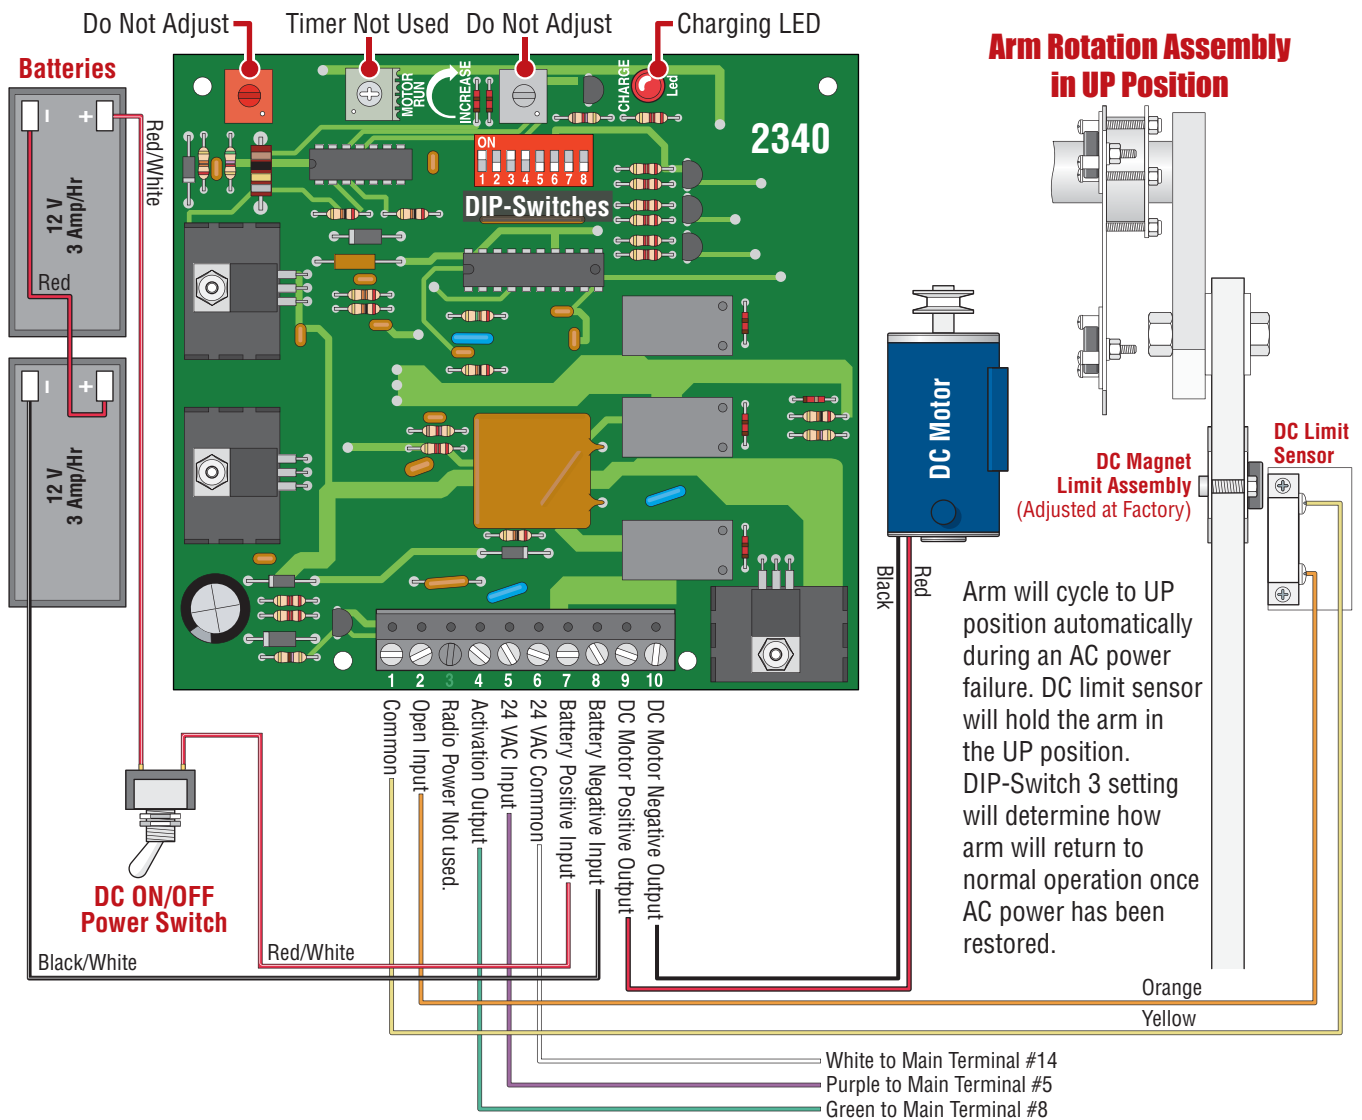 Do Not Adjust
Timer Not Used
Do Not Adjust
Charging LED
Arm Rotation Assembly
in UP Position
Batteries
MOTOR
RUN
INCREASE
CHARGE
Led
2340
ON
1 2 3 4 5 6 7 8
DIP-Switches
Red/White
- +
12 V
3 Amp/Hr
Red
- +
12 V
3 Amp/Hr
DC Motor
DC Limit
Sensor
DC Magnet
Limit Assembly
(Adjusted at Factory)
Black
Red
Arm will cycle to UP
position automatically
during an AC power
failure. DC limit sensor
will hold the arm in
the UP position.
DIP-Switch 3 setting
will determine how
arm will return to
normal operation once
AC power has been
restored.
1 2 3 4 5 6 7 8 9 10
Common
Open Input
Radio Power Not used.
Activation Output
24 VAC Input
24 VAC Common
Battery Positive Input
Battery Negative Input
DC Motor Positive Output
DC Motor Negative Output
DC ON/OFF
Power Switch
Black/White
Red/White
Orange
Yellow
White to Main Terminal #14
Purple to Main Terminal #5
Green to Main Terminal #8